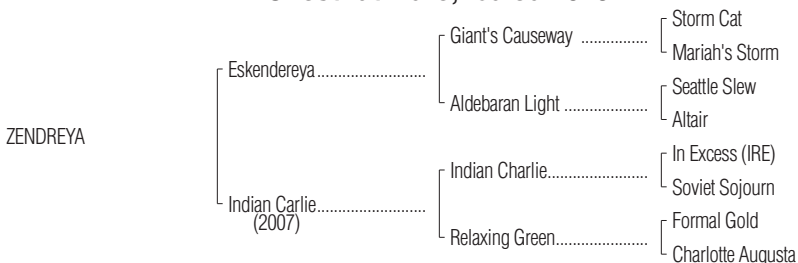 Giant's Causeway ..................
Storm Cat
Mariah's Storm
Eskendereya..........................
Aldebaran Light ....................
Seattle Slew
Altair
ZENDREYA
Indian Charlie........................
In Excess (IRE)
Soviet Sojourn
Indian Carlie..........................
(2007)
Relaxing Green......................
Formal Gold
Charlotte Augusta